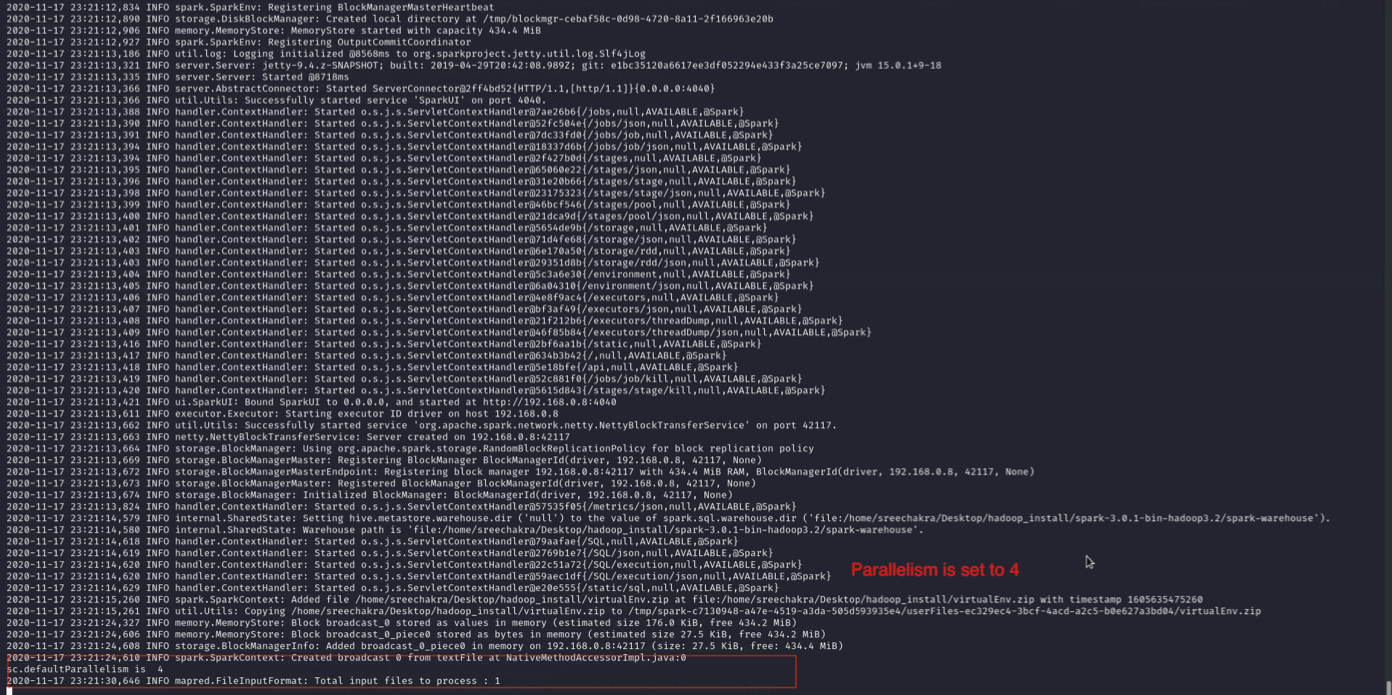 2020-11-17 23:21:12,834 INFO spark.SparkEnv: Registering BlockManagerMasterHeartbeat
2020-11-17 23:21:12,890 INFO storage.DiskBlockManager: Created local directory at /tmp/blockmgr-cebaf58c-0d98-4720-8a11-2f166963e20b
2020-11-17 23:21:12,906 INFO memory.MemoryStore: MemoryStore started with capacity 434.4 MiB
2020-11-17 23:21:12,927 INFO spark.SparkEnv: Registering OutputCommitCoordinator
2020-11-17 23:21:13,186 INFO util.log: Logging initialized @8568ms to org.sparkproject.jetty.util.log.Slf4jLog
2020-11-17 23:21:13,321 INFO server.Server: jetty-9.4.z-SNAPSHOT; built: 2019-04-29T20:42:08.989Z; git: e1bc35120a6617ee3df052294e433f3a25ce7097; jvm 15.0.1+9-18
2020-11-17 23:21:13,335 INFO server.Server: Started @8718ms
2020-11-17 23:21:13,366 INFO server.AbstractConnector: Started ServerConnector@2ff4bd52{HTTP/1.1,[http/1.1]}{0.0.0.0:4040}
2020-11-17 23:21:13,366 INFO util.Utils: Successfully started service 'SparkUI' on port 4040.
2020-11-17 23:21:13,388 INFO handler.ContextHandler: Started o.s.j.s.ServletContextHandler@7ae26b6{/jobs,null,AVAILABLE,@Spark}
2020-11-17 23:21:13,390 INFO handler.ContextHandler: Started o.s.j.s.ServletContextHandler@52fc504e{/jobs/json,null,AVAILABLE,@Spark}
2020-11-17 23:21:13,391 INFO handler.ContextHandler: Started o.s.j.s.ServletContextHandler@7dc33fd0{/jobs/job,null,AVAILABLE,@Spark}
2020-11-17 23:21:13,394 INFO handler.ContextHandler: Started o.s.j.s.ServletContextHandler@18337d6b{/jobs/job/json,null,AVAILABLE,@Spark}
2020-11-17 23:21:13,394 INFO handler.ContextHandler: Started o.s.j.s.ServletContextHandler@2f427b0d{/stages,null,AVAILABLE,@Spark}
2020-11-17 23:21:13,395 INFO handler.ContextHandler: Started o.s.j.s.ServletContextHandler@65060e22{/stages/json,null,AVAILABLE,@Spark}
2020-11-17 23:21:13,396 INFO handler.ContextHandler: Started o.s.j.s.ServletContextHandler@31e20b66{/stages/stage,null,AVAILABLE,@Spark}
2020-11-17 23:21:13,398 INFO handler.ContextHandler: Started o.s.j.s.ServletContextHandler@23175323{/stages/stage/json,null,AVAILABLE,@Spark}
2020-11-17 23:21:13,399 INFO handler.ContextHandler: Started o.s.j.s.ServletContextHandler@46bcf546{/stages/pool,null,AVAILABLE,@Spark}
2020-11-17 23:21:13,400 INFO handler.ContextHandler: Started o.s.j.s.ServletContextHandler@21dca9d{/stages/pool/json,null,AVAILABLE,@Spark}
2020-11-17 23:21:13,401 INFO handler.ContextHandler: Started o.s.j.s.ServletContextHandler@5654de9b{/storage,null,AVAILABLE,@Spark}
2020-11-17 23:21:13,402 INFO handler.ContextHandler: Started o.s.j.s.ServletContextHandler@71d4fe68{/storage/json,null,AVAILABLE,@Spark}
2020-11-17 23:21:13,403 INFO handler.ContextHandler: Started o.s.j.s.ServletContextHandler@6e170a50{/storage/rdd,null,AVAILABLE,@Spark}
2020-11-17 23:21:13,403 INFO handler.ContextHandler: Started o.s.j.s.ServletContextHandler@29351d8b{/storage/rdd/json,null,AVAILABLE,@Spark}
2020-11-17 23:21:13,404 INFO handler.ContextHandler: Started o.s.j.s.ServletContextHandler@5c3a6e30{/environment,null,AVAILABLE,@Spark}
2020-11-17 23:21:13,405 INFO handler.ContextHandler: Started o.s.j.s.ServletContextHandler@6a04310{/environment/json,null,AVAILABLE,@Spark}
2020-11-17 23:21:13,406 INFO handler.ContextHandler: Started o.s.j.s.ServletContextHandler@4e8f9ac4{/executors,null,AVAILABLE,@Spark}
2020-11-17 23:21:13,407 INFO handler.ContextHandler: Started o.s.j.s.ServletContextHandler@bf3af49{/executors/json,null,AVAILABLE,@Spark}
2020-11-17 23:21:13,408 INFO handler.ContextHandler: Started o.s.j.s.ServletContextHandler@21f212b6{/executors/threadDump,null,AVAILABLE,@Spark}
2020-11-17 23:21:13,409 INFO handler.ContextHandler: Started o.s.j.s.ServletContextHandler@46f85b84{/executors/threadDump/json,null,AVAILABLE,@Spark}
2020-11-17 23:21:13,416 INFO handler.ContextHandler: Started o.s.j.s.ServletContextHandler@2bf6aa1b{/static,null,AVAILABLE,@Spark}
2020-11-17 23:21:13,417 INFO handler.ContextHandler: Started o.s.j.s.ServletContextHandler@634b3b42{/,null,AVAILABLE,@Spark}
2020-11-17 23:21:13,418 INFO handler.ContextHandler: Started o.s.j.s.ServletContextHandler@5e18bfe{/api,null,AVAILABLE,@Spark}
2020-11-17 23:21:13,419 INFO handler.ContextHandler: Started o.s.j.s.ServletContextHandler@52c881f0{/jobs/job/kill,null,AVAILABLE,@Spark}
2020-11-17 23:21:13,420 INFO handler.ContextHandler: Started o.s.j.s.ServletContextHandler@5615d843{/stages/stage/kill,null,AVAILABLE,@Spark}
2020-11-17 23:21:13,421 INFO ui.SparkUI: Bound SparkUI to 0.0.0.0, and started at http://192.168.0.8:4040
2020-11-17 23:21:13,611 INFO executor.Executor: Starting executor ID driver on host 192.168.0.8
2020-11-17 23:21:13,662 INFO util.Utils: Successfully started service 'org.apache.spark.network.netty.NettyBlockTransferService' on port 42117.
2020-11-17 23:21:13,663 INFO netty.NettyBlockTransferService: Server created on 192.168.0.8:42117
2020-11-17 23:21:13,664 INFO storage.BlockManager: Using org.apache.spark.storage.RandomBlockReplicationPolicy for block replication policy
2020-11-17 23:21:13,669 INFO storage.BlockManagerMaster: Registering BlockManager BlockManagerId(driver, 192.168.0.8, 42117, None)
2020-11-17 23:21:13,672 INFO storage.BlockManagerMasterEndpoint: Registering block manager 192.168.0.8:42117 with 434.4 MiB RAM, BlockManagerId(driver, 192.168.0.8, 42117, None)
2020-11-17 23:21:13,673 INFO storage.BlockManagerMaster: Registered BlockManager BlockManagerId(driver, 192.168.0.8, 42117, None)
2020-11-17 23:21:13,674 INFO storage.BlockManager: Initialized BlockManager: BlockManagerId(driver, 192.168.0.8, 42117, None)
2020-11-17 23:21:13,824 INFO handler.ContextHandler: Started o.s.j.s.ServletContextHandler@57535f05{/metrics/json,null,AVAILABLE,@Spark}
2020-11-17 23:21:14,579 INFO internal.SharedState: Setting hive.metastore.warehouse.dir ('null') to the value of spark.sql.warehouse.dir ('file:/home/sreechakra/Desktop/hadoop_install/spark-3.0.1-bin-hadoop3.2/spark-warehouse').
2020-11-17 23:21:14,580 INFO internal.SharedState: Warehouse path is 'file:/home/sreechakra/Desktop/hadoop_install/spark-3.0.1-bin-hadoop3.2/spark-warehouse'.
2020-11-17 23:21:14,618 INFO handler.ContextHandler: Started o.s.j.s.ServletContextHandler@79aafae{/SQL,null,AVAILABLE,@Spark}
2020-11-17 23:21:14,619 INFO handler.ContextHandler: Started o.s.j.s.ServletContextHandler@2769b1e7{/SQL/json,null,AVAILABLE,@Spark}
2020-11-17 23:21:14,620 INFO handler.ContextHandler: Started o.s.j.s.ServletContextHandler@22c51a72{/SQL/execution,null,AVAILABLE,@Spark}
2020-11-17 23:21:14,620 INFO handler.ContextHandler: Started o.s.j.s.ServletContextHandler@59aec1df{/SQL/execution/json,null,AVAILABLE,@Spark}
Parallelism is set to 4
2020-11-17 23:21:14,629 INFO handler.ContextHandler: Started o.s.j.s.ServletContextHandler@e20e555{/static/sql,null,AVAILABLE,@Spark}
2020-11-17 23:21:15,260 INFO spark.SparkContext: Added file /home/sreechakra/Desktop/hadoop_install/virtualEnv.zip at file:/home/sreechakra/Desktop/hadoop_install/virtualEnv.zip with timestamp 1605635475260
2020-11-17 23:21:15,261 INFO util.Utils: Copying /home/sreechakra/Desktop/hadoop_install/virtualEnv.zip to /tmp/spark-c7130948-a47e-4519-a3da-505d593935e4/userFiles-ec329ec4-3bcf-4acd-a2c5-b0e627a3bd04/virtualEnv.zip
2020-11-17 23:21:24,327 INFO memory.MemoryStore: Block broadcast_0 stored as values in memory (estimated size 176.0 KiB, free 434.2 MiB)
2020-11-17 23:21:24,606 INFO memory.MemoryStore: Block broadcast_0_piece0 stored as bytes in memory (estimated size 27.5 KiB, free 434.2 MiB)
2020-11-17 23:21:24,608 INFO storage.BlockManagerInfo: Added broadcast_0_piece0 in memory on 192.168.0.8:42117 (size: 27.5 KiB, free: 434.4 MiB)
2020-11-17 23:21:24,610 INFO spark.SparkContext: Created broadcast 0 from textFile at NativeMethodAccessorImpl.java:0
sc.defaultParallelism is  4
2020-11-17 23:21:30,646 INFO mapred.FileInputFormat: Total input files to process : 1